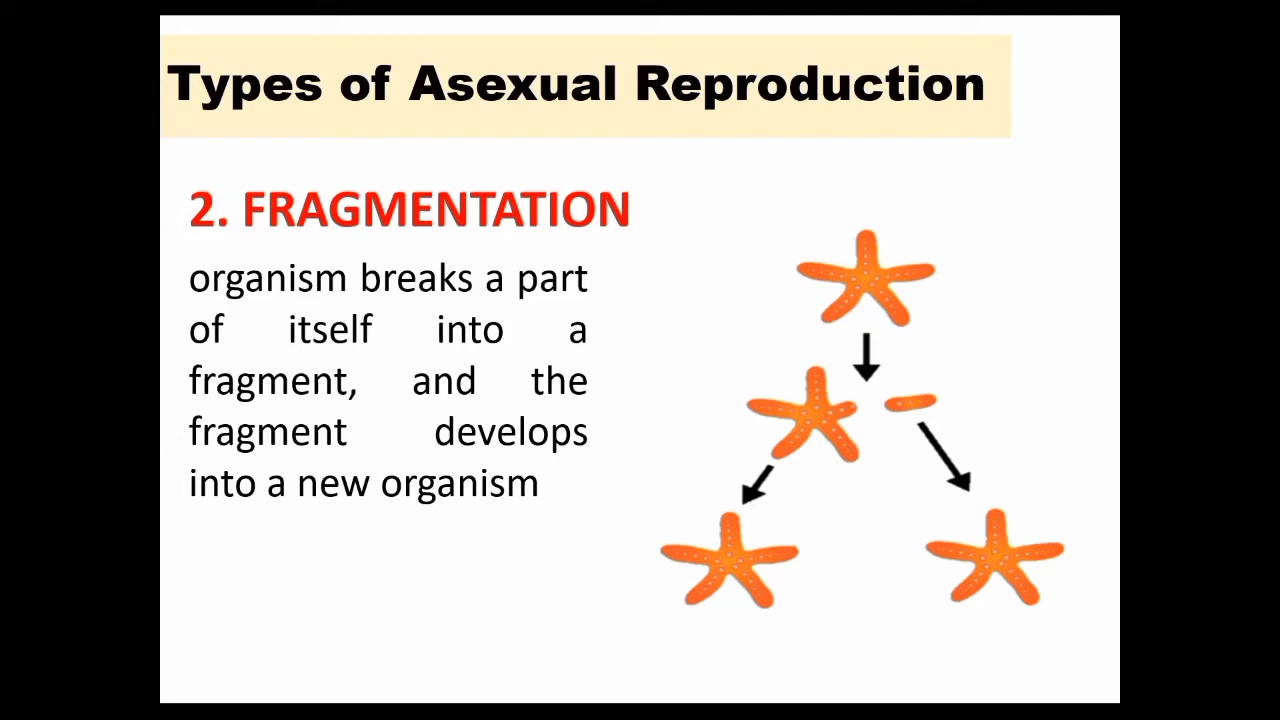 Types of Asexual Reproduction
2. FRAGMENTATION
organism breaks a part
of itself into a
fragment, and the
fragment develops
into a new organism